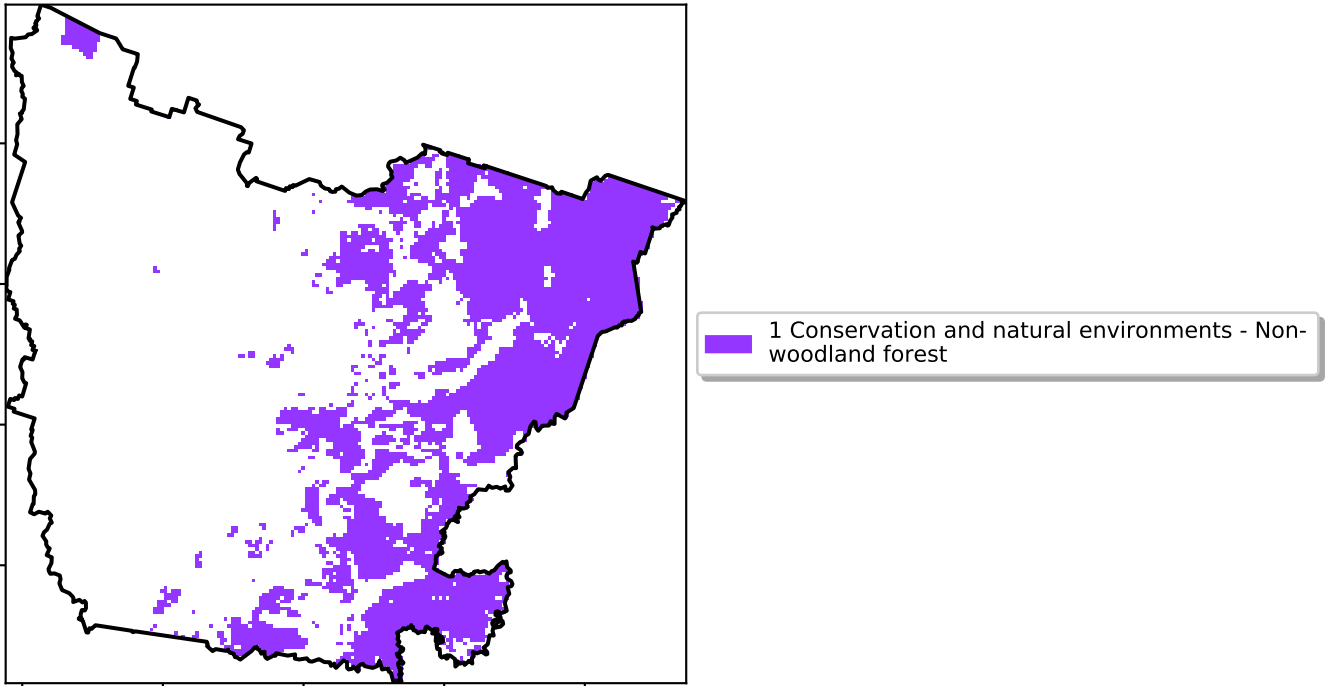 1 Conservation and natural environments - Non-
woodland forest